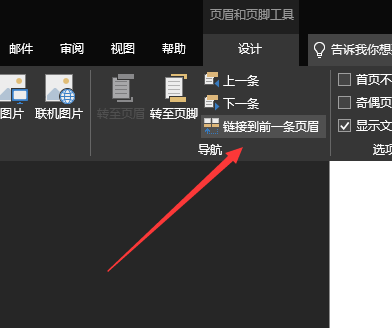 页眉和页脚工具
邮件 审阅 视图 帮助 设计 告诉我你想
图片 联机图片 转至页眉 转至页脚
上一条
下一条
链接到前一条页眉
导航
首页不
奇偶页
显示文
选项